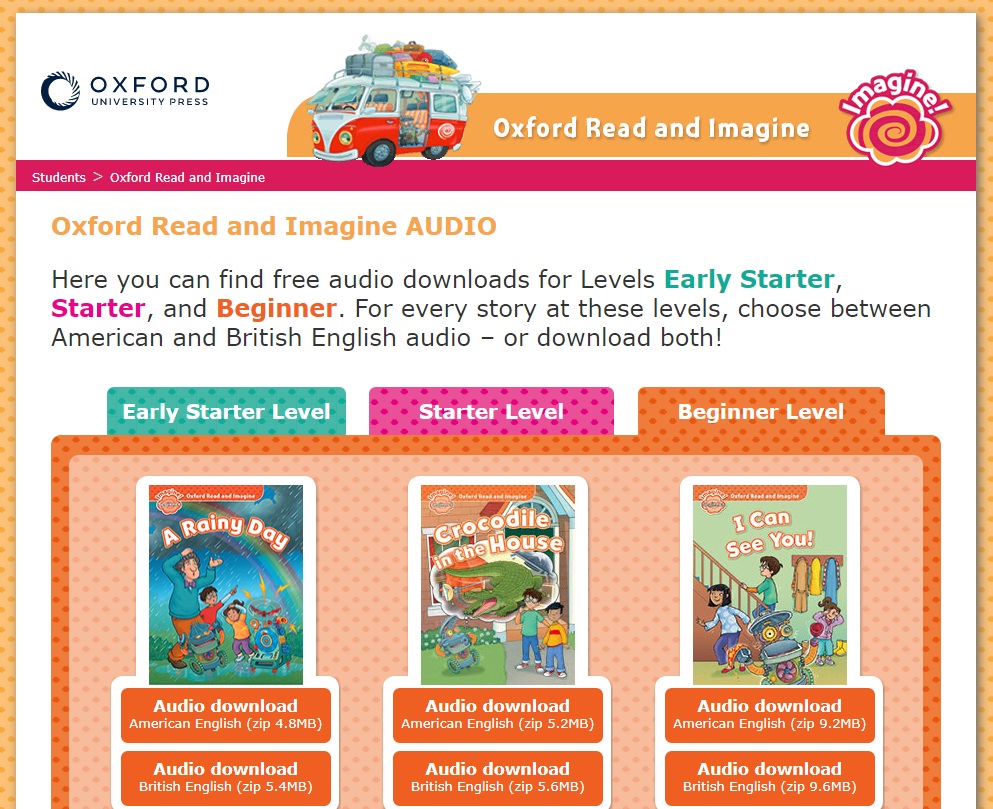 OXFORD
UNIVERSITY PRESS
Oxford Read and Imagine
Imagine!
Students > Oxford Read and Imagine
Oxford Read and Imagine AUDIO
Here you can find free audio downloads for Levels Early Starter,
Starter, and Beginner. For every story at these levels, choose between
American and British English audio – or download both!
Early Starter Level
Starter Level
Beginner Level
Imagine!
Oxford Read and Imagine
Beginner
A Rainy Day
Audio download
American English (zip 4.8MB)
Audio download
British English (zip 5.4MB)
Imagine!
Oxford Read and Imagine
Beginner
Crocodile
in the House
Audio download
American English (zip 5.2MB)
Audio download
British English (zip 5.6MB)
Imagine!
Oxford Read and Imagine
Beginner
I Can
See You!
Audio download
American English (zip 9.2MB)
Audio download
British English (zip 9.6MB)